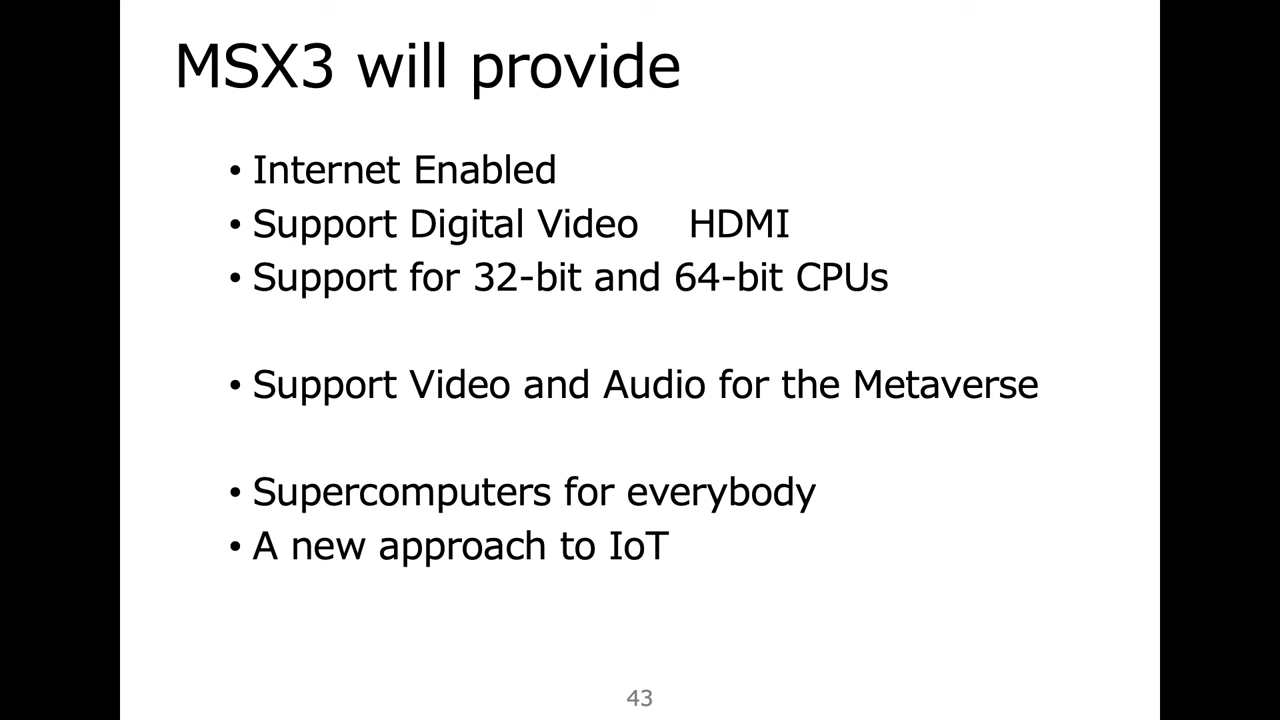 MSX3 will provide
• Internet Enabled
• Support Digital Video    HDMI
• Support for 32-bit and 64-bit CPUs
• Support Video and Audio for the Metaverse
• Supercomputers for everybody
• A new approach to IoT
43